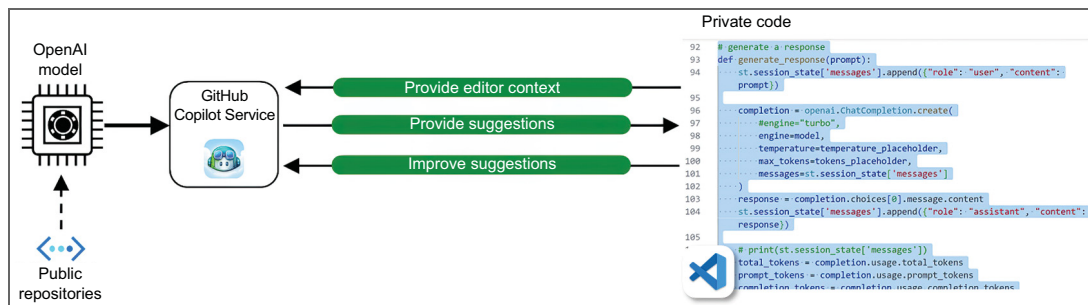 Private code
OpenAI
model
GitHub
Copilot Service
Provide editor context
Provide suggestions
Improve suggestions
Public
repositories
92 # generate a response
93 def generate_response(prompt):
94 st.session_state['messages'].append({"role": "user", "content":
prompt})
95
96 completion = openai.ChatCompletion.create(
97 #engine="turbo",
98 engine=model,
99 temperature=temperature_placeholder,
100 max_tokens=tokens_placeholder,
101 messages=st.session_state['messages']
102 )
103 response = completion.choices[0].message.content
104 st.session_state['messages'].append({"role": "assistant", "content":
response})
105
# print(st.session_state['messages'])
total_tokens = completion.usage.total_tokens
prompt_tokens = completion.usage.prompt_tokens
completion_tokens = completion.usage.completion_tokens